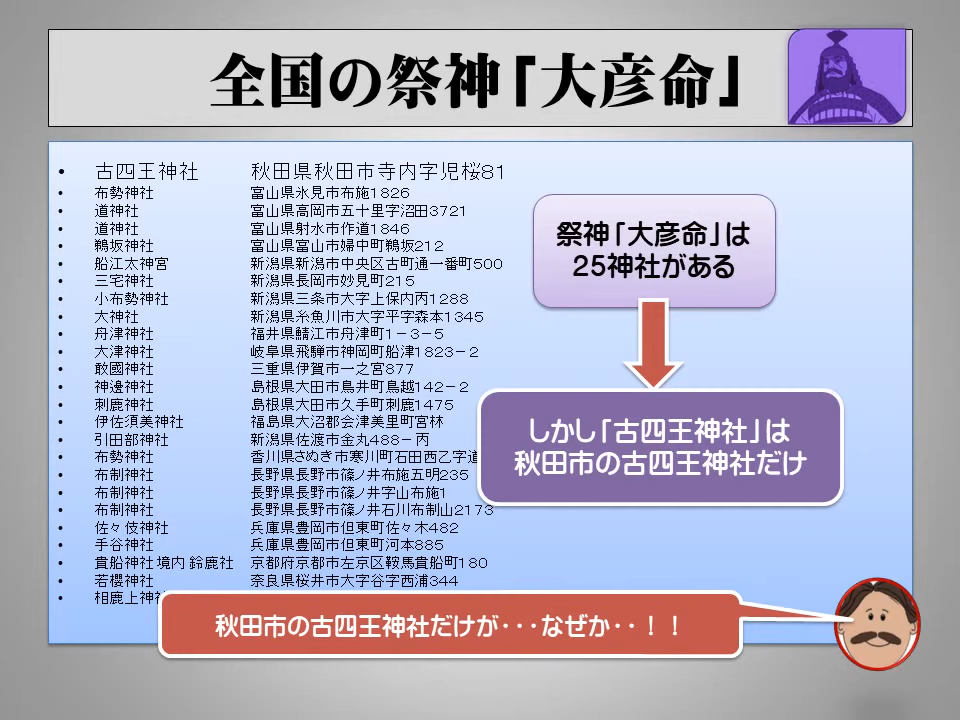 全国の祭神「大彦命」
• 古四王神社 秋田県秋田市寺内字児桜81
• 布勢神社 富山県氷見市布施1826
• 道神社 富山県高岡市五十里字沼田3721
• 道神社 富山県射水市作道1846
• 鵜坂神社 富山県富山市婦中町鵜坂212
• 船江太神宮 新潟県新潟市中央区古町通一番町500
• 三宅神社 新潟県長岡市妙見町215
• 小布勢神社 新潟県三条市大字上保内丙1288
• 大神社 新潟県糸魚川市大字平字森本1345
• 舟津神社 福井県鯖江市舟津町1－3－5
• 大津神社 岐阜県飛騨市神岡町船津1823－2
• 敢國神社 三重県伊賀市一之宮877
• 神邊神社 島根県大田市鳥井町鳥越142－2
• 刺鹿神社 島根県大田市久手町刺鹿1475
• 伊佐須美神社 福島県大沼郡会津美里町宮林
• 引田部神社 新潟県佐渡市金丸488－丙
• 布勢神社 香川県さぬき市寒川町石田西乙字道
• 布制神社 長野県長野市篠ノ井布施五明235
• 布制神社 長野県長野市篠ノ井字山布施1
• 布制神社 長野県長野市篠ノ井石川布制山2173
• 佐々伎神社 兵庫県豊岡市但東町佐々木482
• 手谷神社 兵庫県豊岡市但東町河本885
• 貴船神社 境内 鈴鹿社 京都府京都市左京区鞍馬貴船町180
• 若櫻神社 奈良県桜井市大字谷字西浦344
• 相鹿上神社
祭神「大彦命」は
25神社がある
しかし「古四王神社」は
秋田市の古四王神社だけ
秋田市の古四王神社だけが･･･なぜか･･！！